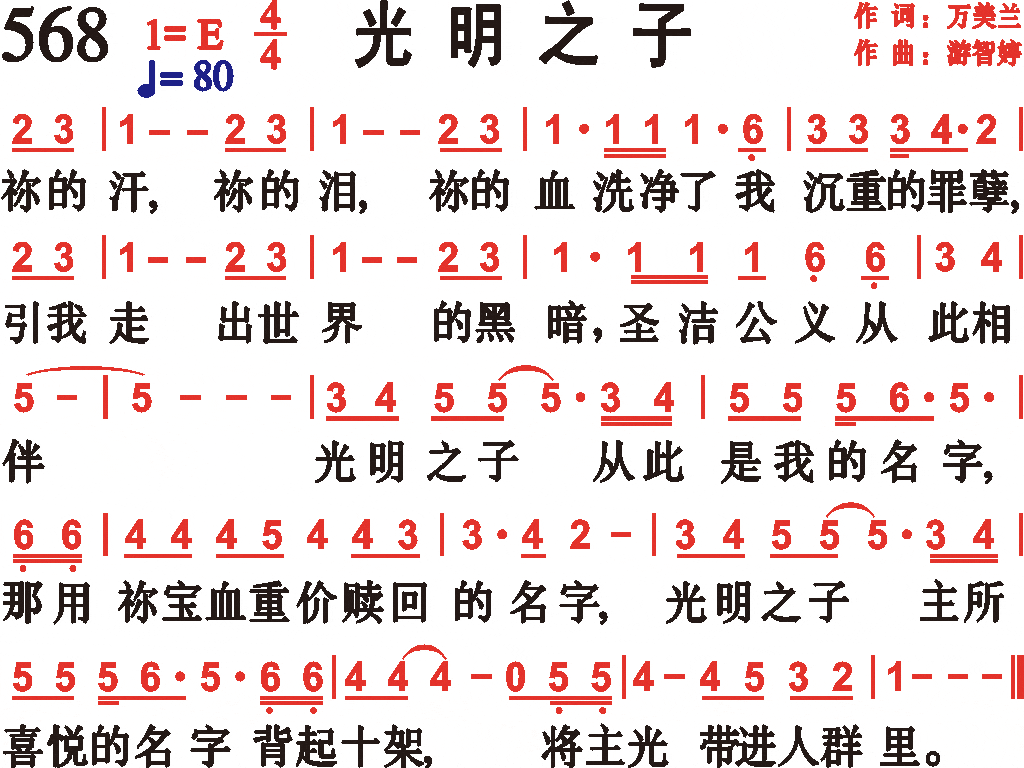 568 1=E 4/4 光明之子 作词：万美兰
♩=80 作曲：游智婷
2 3 | 1 - - 2 3 | 1 - - 2 3 | 1 · 1 1 1 · 6 | 3 3 3 4 · 2 |
祢的汗, 祢的泪, 祢的血洗净了我 沉重的罪孽,
2 3 | 1 - - 2 3 | 1 - - 2 3 | 1 · 1 1 1 6 6 | 3 4 |
引我走 出世界 的黑暗, 圣洁公义从 此相
5 - | 5 - - - | 3 4 5 5 5 · 3 4 | 5 5 5 6 · 5 · |
伴 光明之子 从此 是我的名字,
6 6 | 4 4 4 5 4 4 3 | 3 · 4 2 - | 3 4 5 5 5 · 3 4 |
那用 祢宝血重价赎回 的名字, 光明之子 主所
5 5 5 6 · 5 · 6 6 | 4 4 4 - 0 5 5 | 4 - 4 5 3 2 | 1 - - - ‖
喜悦的名字 背起十架, 将主光 带进人群里。